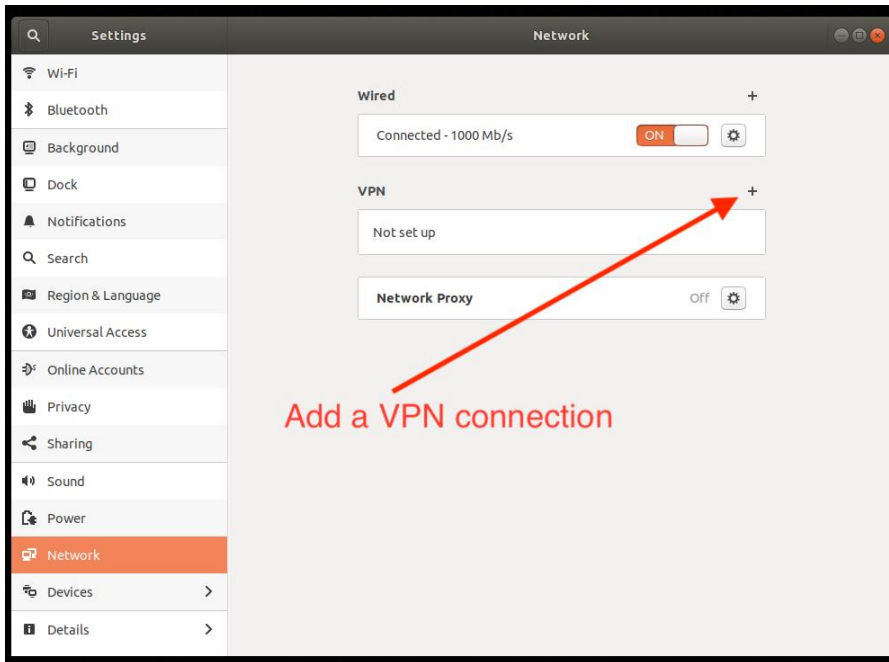 Settings
Network
Wi-Fi
Bluetooth
Background
Dock
Notifications
Search
Region & Language
Universal Access
Online Accounts
Privacy
Sharing
Sound
Power
Network
Devices
Details
Wired +
Connected - 1000 Mb/s ON
VPN +
Not set up
Network Proxy Off
Add a VPN connection